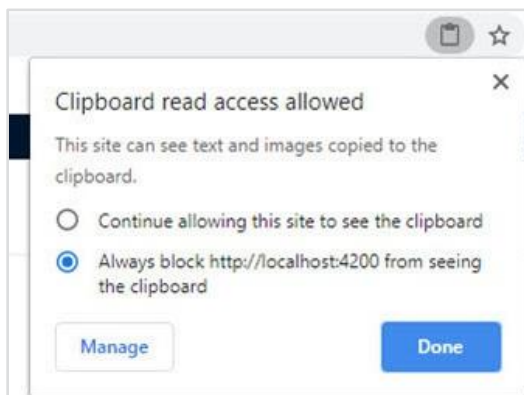 Clipboard read access allowed
This site can see text and images copied to the
clipboard.
Continue allowing this site to see the clipboard
Always block http://localhost:4200 from seeing
the clipboard
Manage
Done